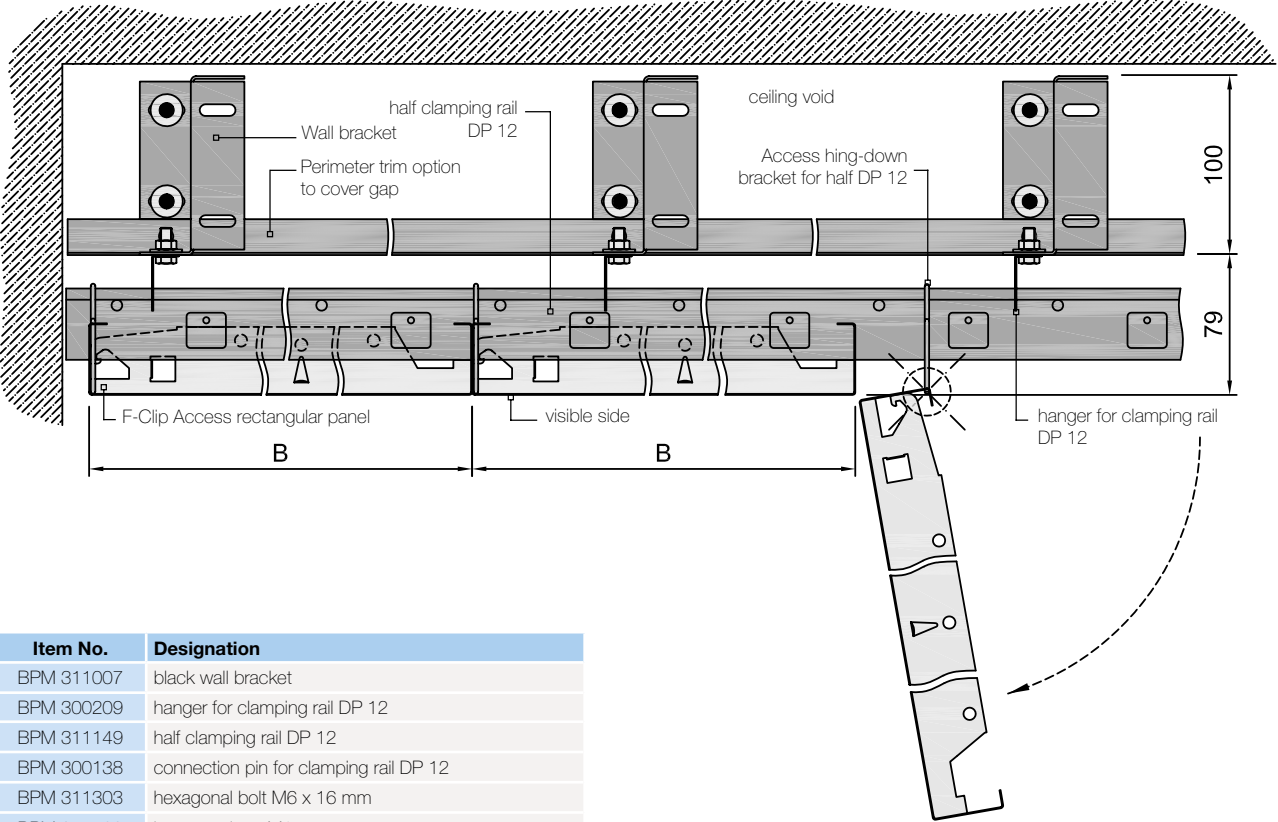 ceiling void
half clamping rail
DP 12
Wall bracket
Perimeter trim option
to cover gap
Access hing-down
bracket for half DP 12
100
79
F-Clip Access rectangular panel
visible side
hanger for clamping rail
DP 12
B
B
Item No. Designation
BPM 311007 black wall bracket
BPM 300209 hanger for clamping rail DP 12
BPM 311149 half clamping rail DP 12
BPM 300138 connection pin for clamping rail DP 12
BPM 311303 hexagonal bolt M6 x 16 mm